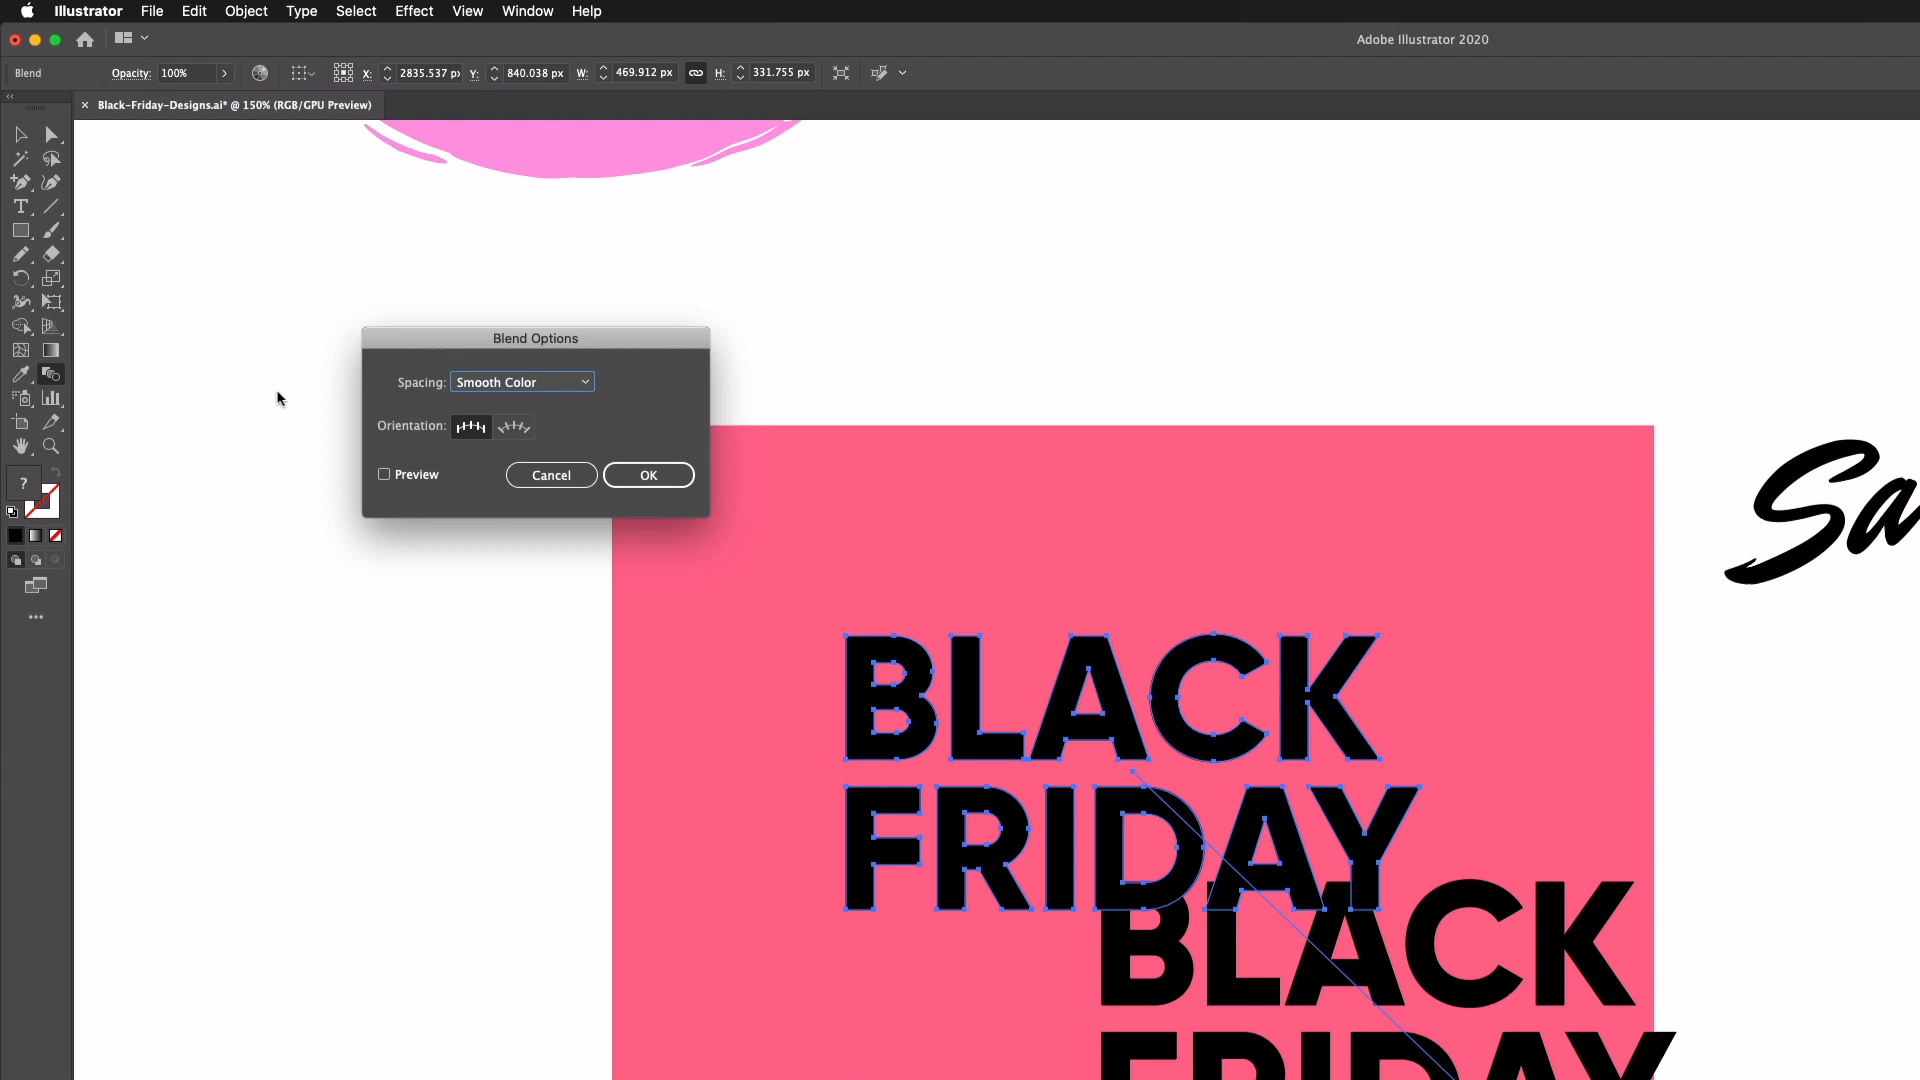 Illustrator File Edit Object Type Select Effect View Window Help
Adobe Illustrator 2020
Blend Opacity: 100% X: 2835.537 px Y: 840.038 px W: 469.912 px H: 331.755 px
Black-Friday-Designs.ai* @ 150% (RGB/GPU Preview)
Blend Options
Spacing: Smooth Color
Orientation:
Preview Cancel OK
?
Sa
BLACK
FRIDAY
BLACK
FRIDAY